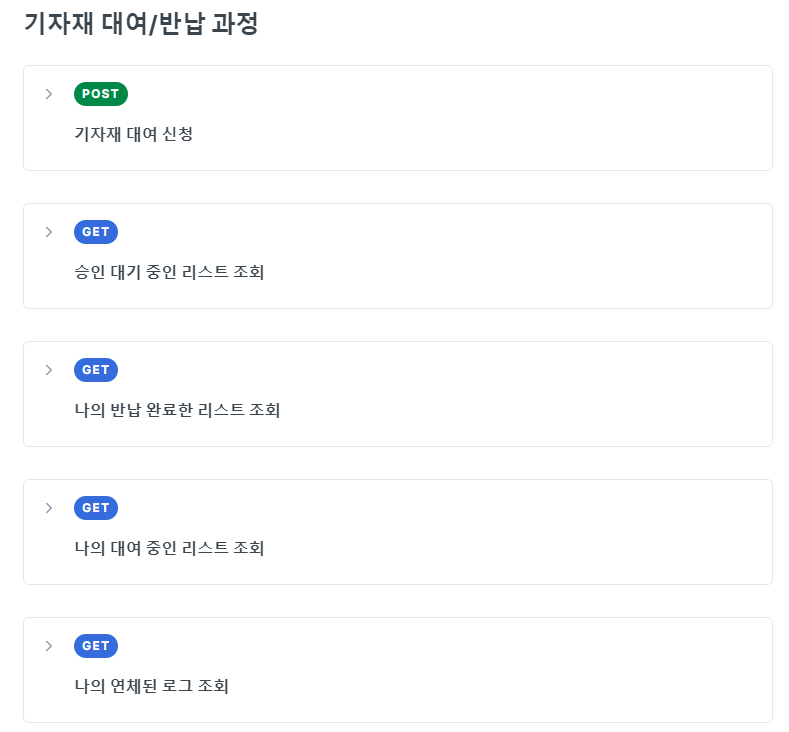 기자재 대여/반납 과정
POST
기자재 대여 신청
GET
승인 대기 중인 리스트 조회
GET
나의 반납 완료한 리스트 조회
GET
나의 대여 중인 리스트 조회
GET
나의 연체된 로그 조회